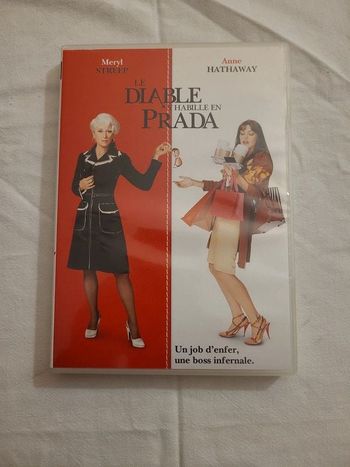 Meryl
STREEP
Anne
HATHAWAY
LE
DIABLE
S'HABILLE EN
PRADA
Un job d'enfer,
une boss infernale.